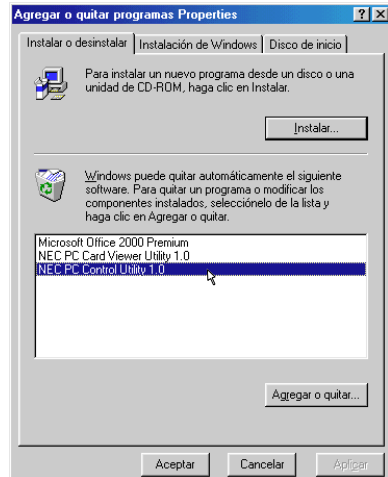 Agregar o quitar programas Properties
Instalar o desinstalar Instalación de Windows Disco de inicio
Para instalar un nuevo programa desde un disco o una
unidad de CD-ROM, haga clic en Instalar.
Instalar...
Windows puede quitar automáticamente el siguiente
software. Para quitar un programa o modificar los
componentes instalados, selecciónelo de la lista y
haga clic en Agregar o quitar.
Microsoft Office 2000 Premium
NEC PC Card Viewer Utility 1.0
NEC PC Control Utility 1.0
Agregar o quitar...
Aceptar Cancelar Aplicar